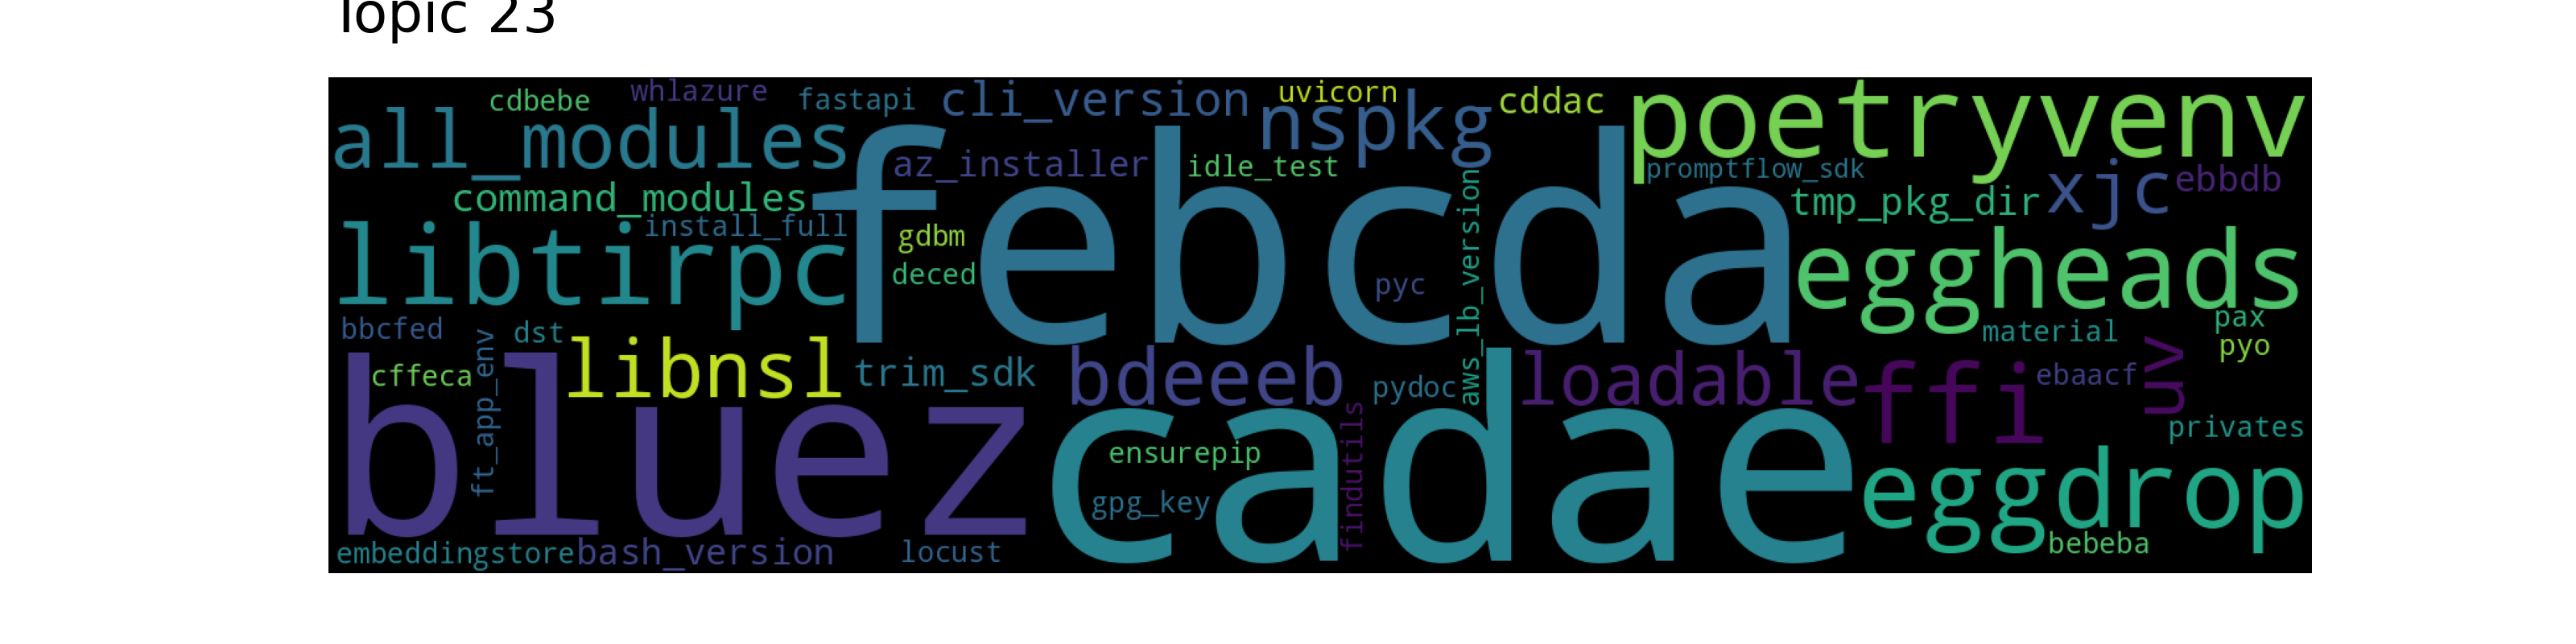 Topic 23
cdbebe
whlazure
fastapi
cli_version
uvicorn
nspkg
cddac
poetryvenv
all_modules
febcda
az_installer
idle_test
promptflow_sdk
xjc
ebbdb
command_modules
install_full
tmp_pkg_dir
libtirpc
gdbm
deced
pyc
aws_lb_version
eggheads
bbcfed
dst
material
pax
pyo
cffeca
ft_app_env
libnsl
trim_sdk
bdeeeb
pydoc
loadable
ffi
ebaacf
uv
bluez
cadae
ensurepip
gpg_key
findutils
privates
eggdrop
bebeba
embeddingstore
bash_version
locust